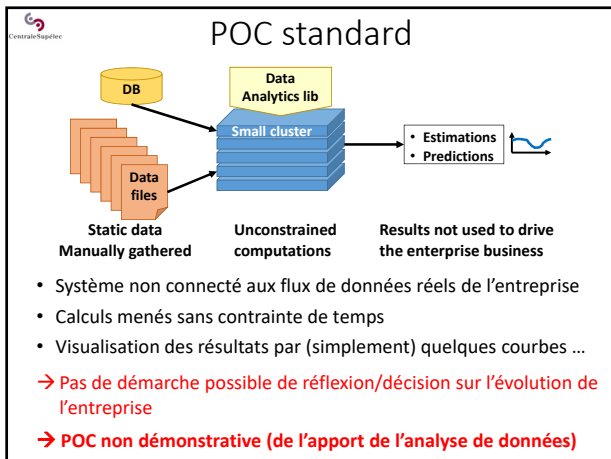 CentraleSupélec
POC standard
DB
Data
Analytics lib
Small cluster
Data
files
• Estimations
• Predictions
Static data
Manually gathered
Unconstrained
computations
Results not used to drive
the enterprise business
• Système non connecté aux flux de données réels de l’entreprise
• Calculs menés sans contrainte de temps
• Visualisation des résultats par (simplement) quelques courbes …
→ Pas de démarche possible de réflexion/décision sur l’évolution de
l’entreprise
→ POC non démonstrative (de l’apport de l’analyse de données)